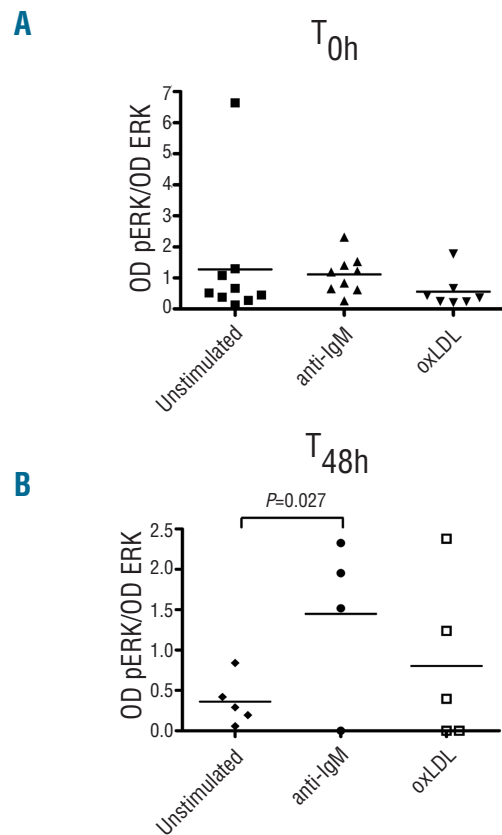 A
T0h
OD pERK/OD ERK
7
6
5
4
3
2
1
0
Unstimulated
anti-IgM
oxLDL
B
T48h
P=0.027
OD pERK/OD ERK
2.5
2.0
1.5
1.0
0.5
0.0
Unstimulated
anti-IgM
oxLDL